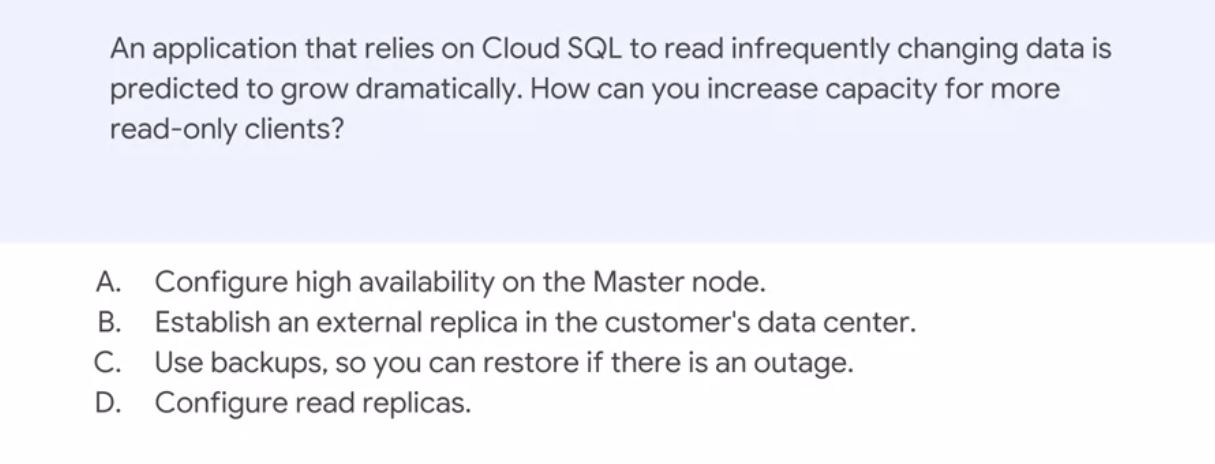 An application that relies on Cloud SQL to read infrequently changing data is
predicted to grow dramatically. How can you increase capacity for more
read-only clients?
A. Configure high availability on the Master node.
B. Establish an external replica in the customer's data center.
C. Use backups, so you can restore if there is an outage.
D. Configure read replicas.